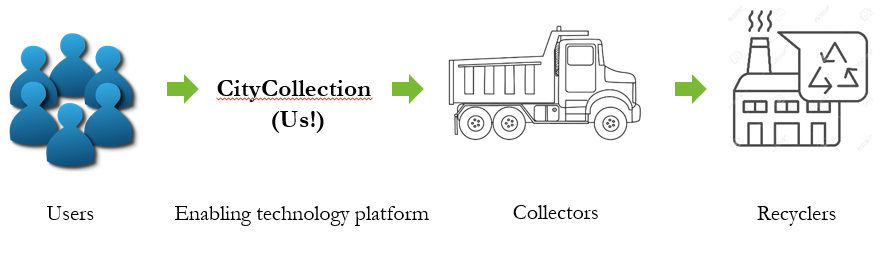 CityCollection
(Us!)
Users
Enabling technology platform
Collectors
Recyclers